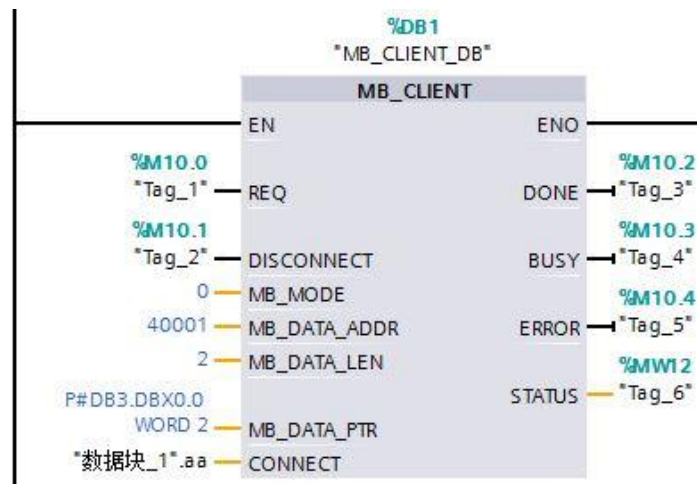 %DB1
"MB_CLIENT_DB"
MB_CLIENT
EN ENO
%M10.0 %M10.2
"Tag_1" REQ DONE "Tag_3"
%M10.1 %M10.3
"Tag_2" DISCONNECT BUSY "Tag_4"
0 MB_MODE %M10.4
40001 MB_DATA_ADDR ERROR "Tag_5"
2 MB_DATA_LEN %MW12
STATUS "Tag_6"
P#DB3.DBX0.0
WORD 2 MB_DATA_PTR
"数据块_1".aa CONNECT